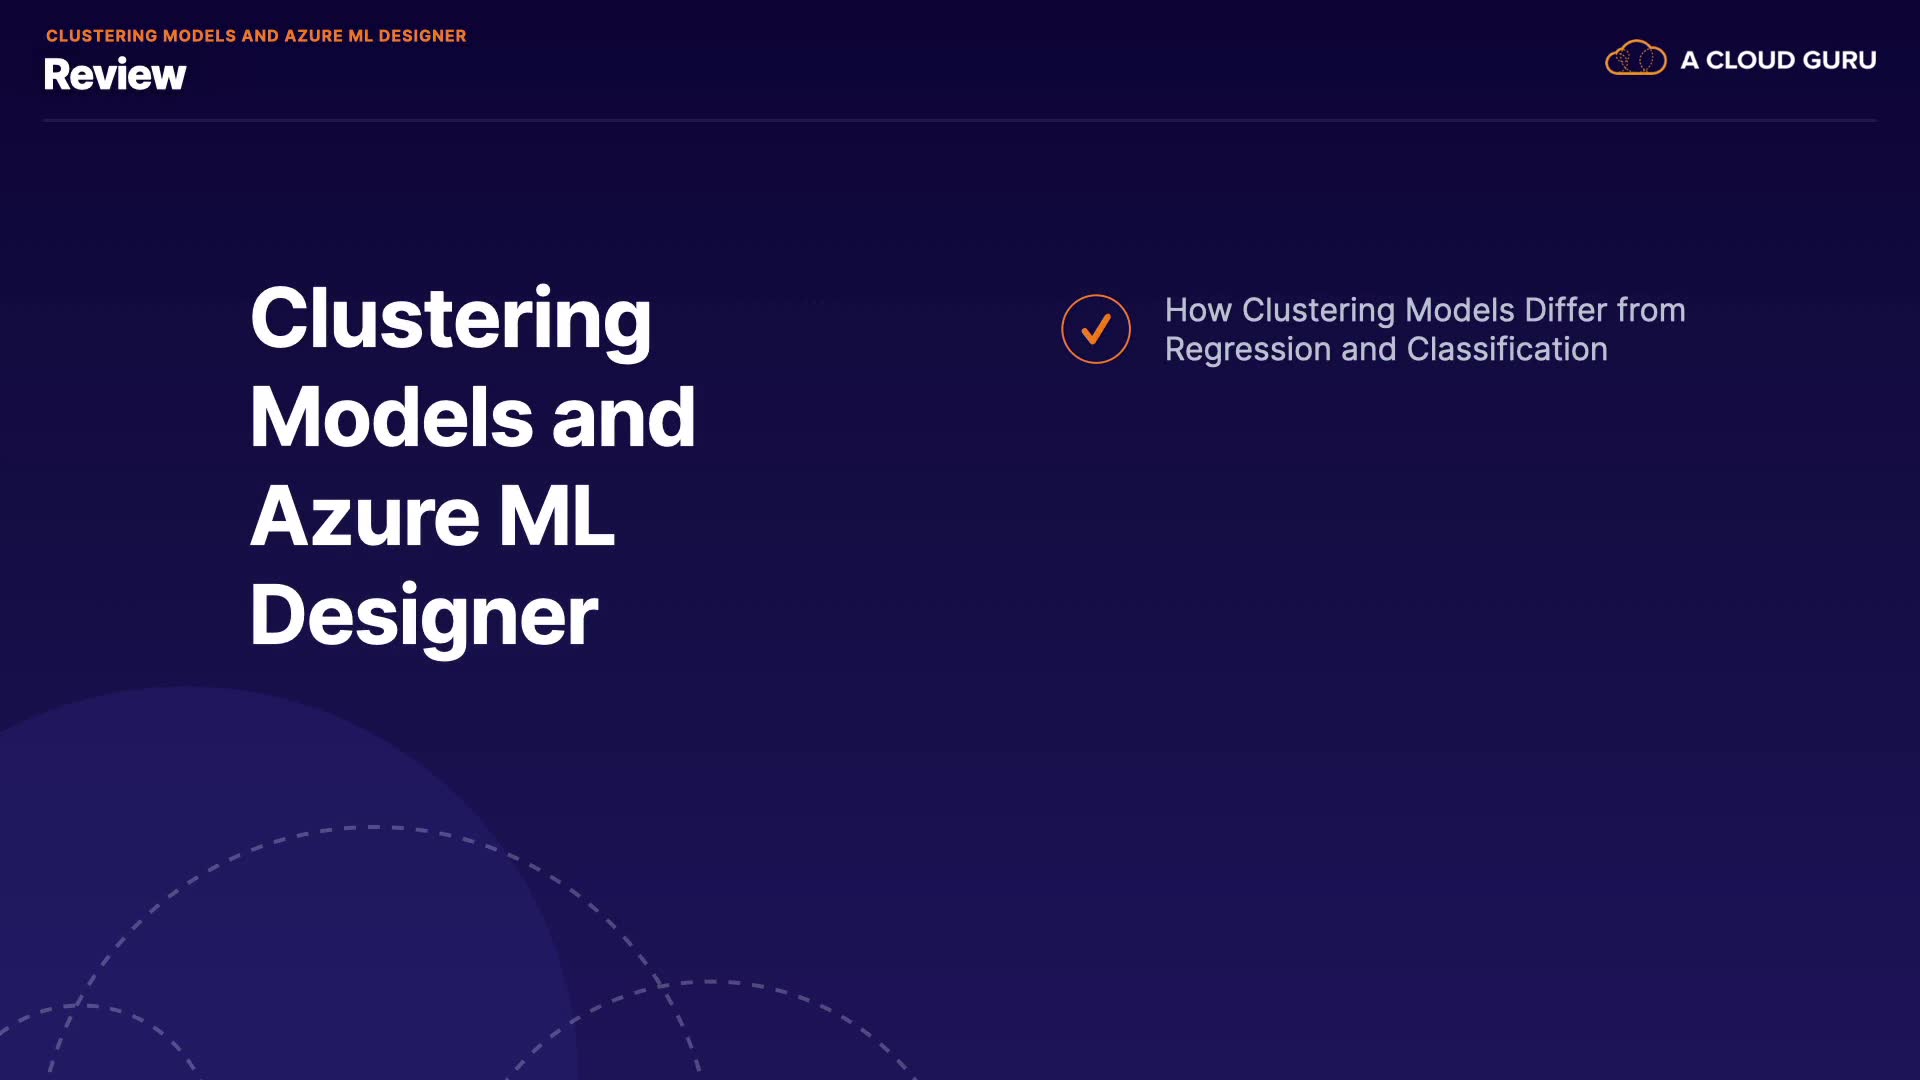 CLUSTERING MODELS AND AZURE ML DESIGNER
Review
A CLOUD GURU
Clustering
Models and
Azure ML
Designer
How Clustering Models Differ from
Regression and Classification